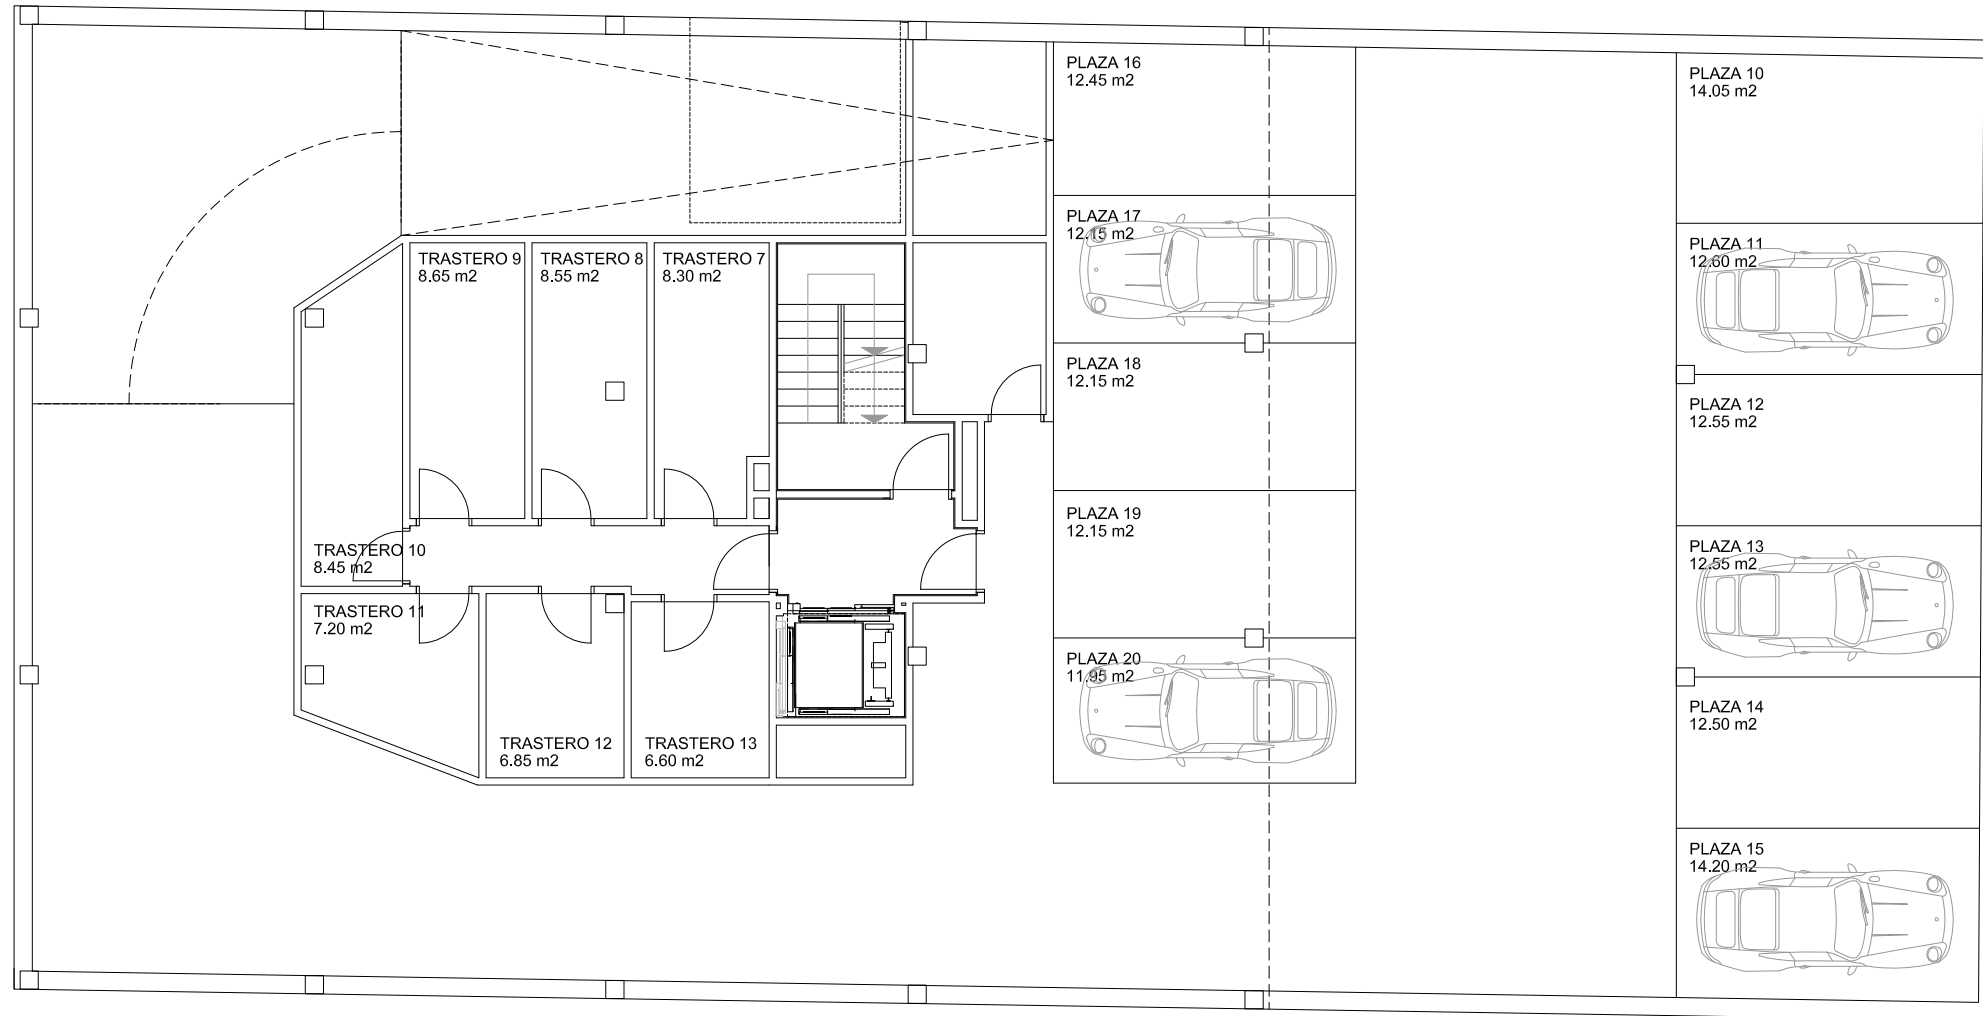 PLAZA 16
12.45 m2
PLAZA 10
14.05 m2
PLAZA 17
12.15 m2
PLAZA 11
12.60 m2
TRASTERO 9
8.65 m2
TRASTERO 8
8.55 m2
TRASTERO 7
8.30 m2
PLAZA 18
12.15 m2
PLAZA 12
12.55 m2
PLAZA 19
12.15 m2
PLAZA 13
12.55 m2
TRASTERO 10
8.45 m2
TRASTERO 11
7.20 m2
PLAZA 20
11.95 m2
PLAZA 14
12.50 m2
TRASTERO 12
6.85 m2
TRASTERO 13
6.60 m2
PLAZA 15
14.20 m2